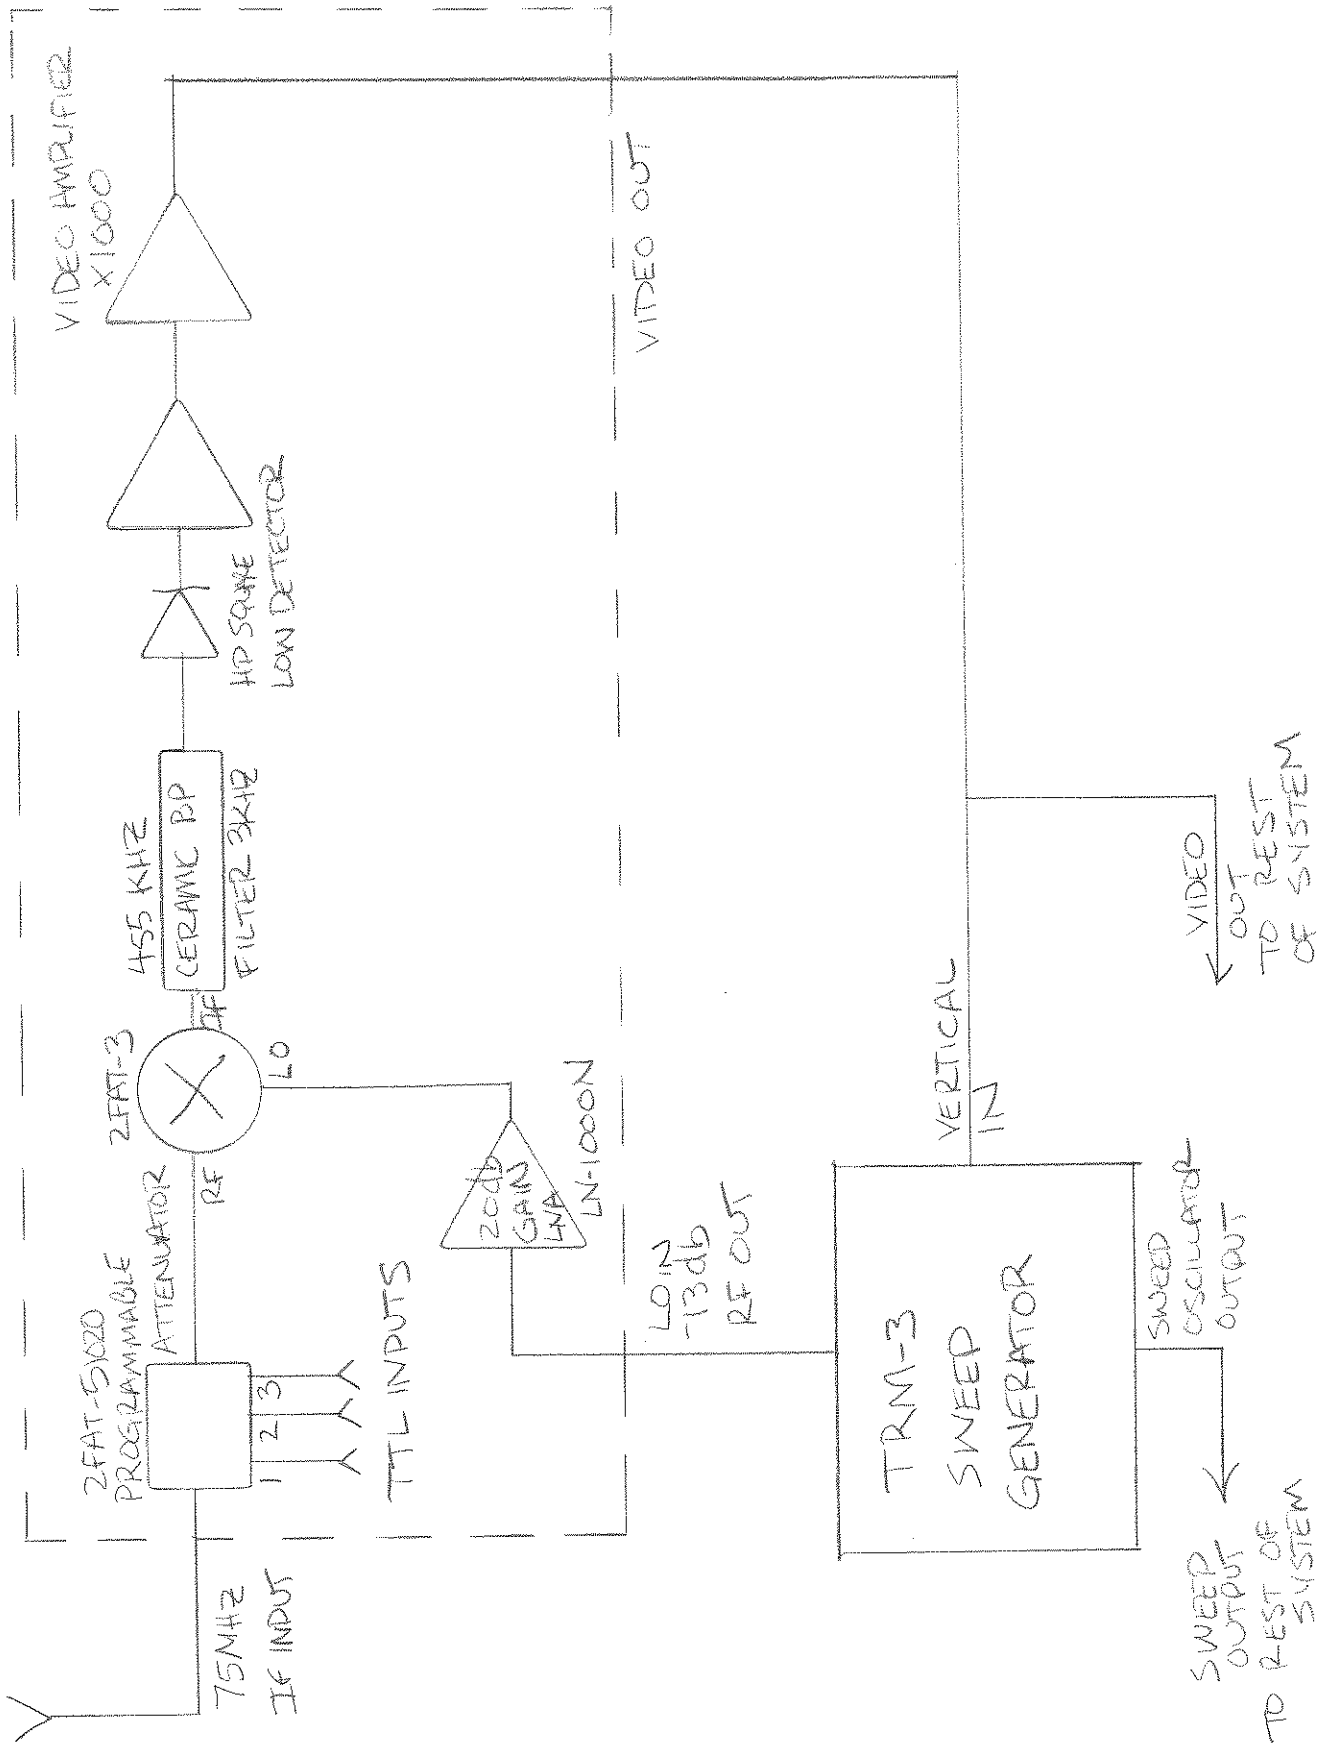 75MHZ
IF INPUT
2FAT-51020
PROGRAMMABLE
ATTENUATOR
1 2 3
TTL INPUTS
RF
2FAT-3
LO
IF
455 KHZ
CERAMIC BP
FILTER 3KHZ
HP SQUARE
LOW DETECTOR
VIDEO AMPLIFIER
X1000
20db
GAIN
LNA
LN-1000N
LO IN
-13db
RF OUT
VIDEO OUT
TRM-3
SWEEP
GENERATOR
VERTICAL
IN
SWEEP
OSCILLATOR
OUTPUT
SWEEP
OUTPUT
TO REST OF
SYSTEM
VIDEO
OUT
TO REST
OF SYSTEM